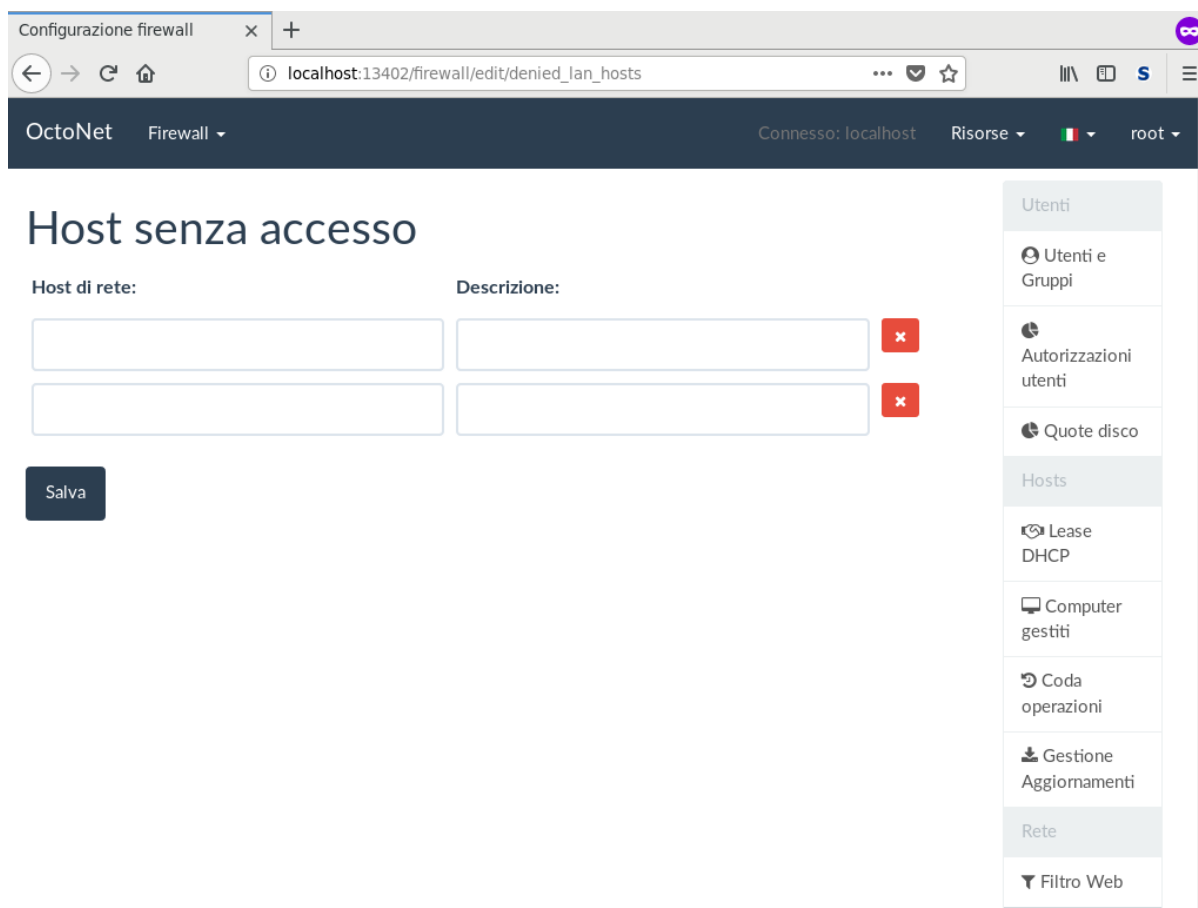 Configurazione firewall
localhost:13402/firewall/edit/denied_lan_hosts
S
OctoNet Firewall Connesso: localhost Risorse root
Host senza accesso
Host di rete: Descrizione:
Salva
Utenti
Utenti e
Gruppi
Autorizzazioni
utenti
Quote disco
Hosts
Lease
DHCP
Computer
gestiti
Coda
operazioni
Gestione
Aggiornamenti
Rete
Filtro Web